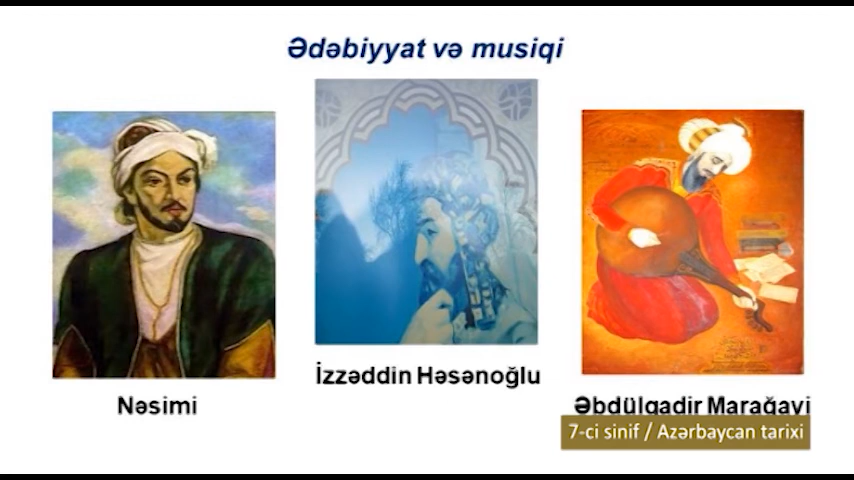 Ədəbiyyat və musiqi
Nəsimi
İzzəddin Həsənoğlu
Əbdülqadir Marağayi
7-ci sinif / Azərbaycan tarixi